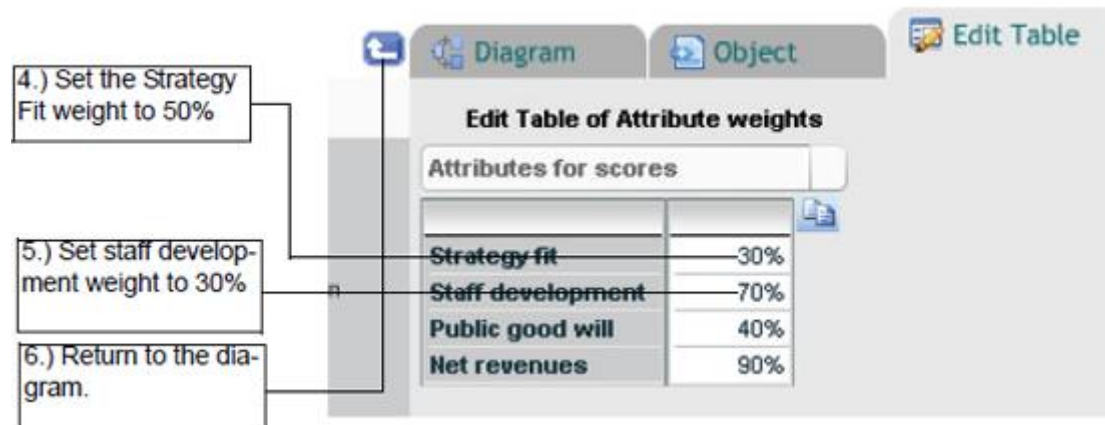 Diagram
Object
Edit Table
4.) Set the Strategy
Fit weight to 50%
Edit Table of Attribute weights
Attributes for scores
5.) Set staff develop-
ment weight to 30%
Strategy fit 30%
Staff development 70%
Public good will 40%
Net revenues 90%
6.) Return to the dia-
gram.
n